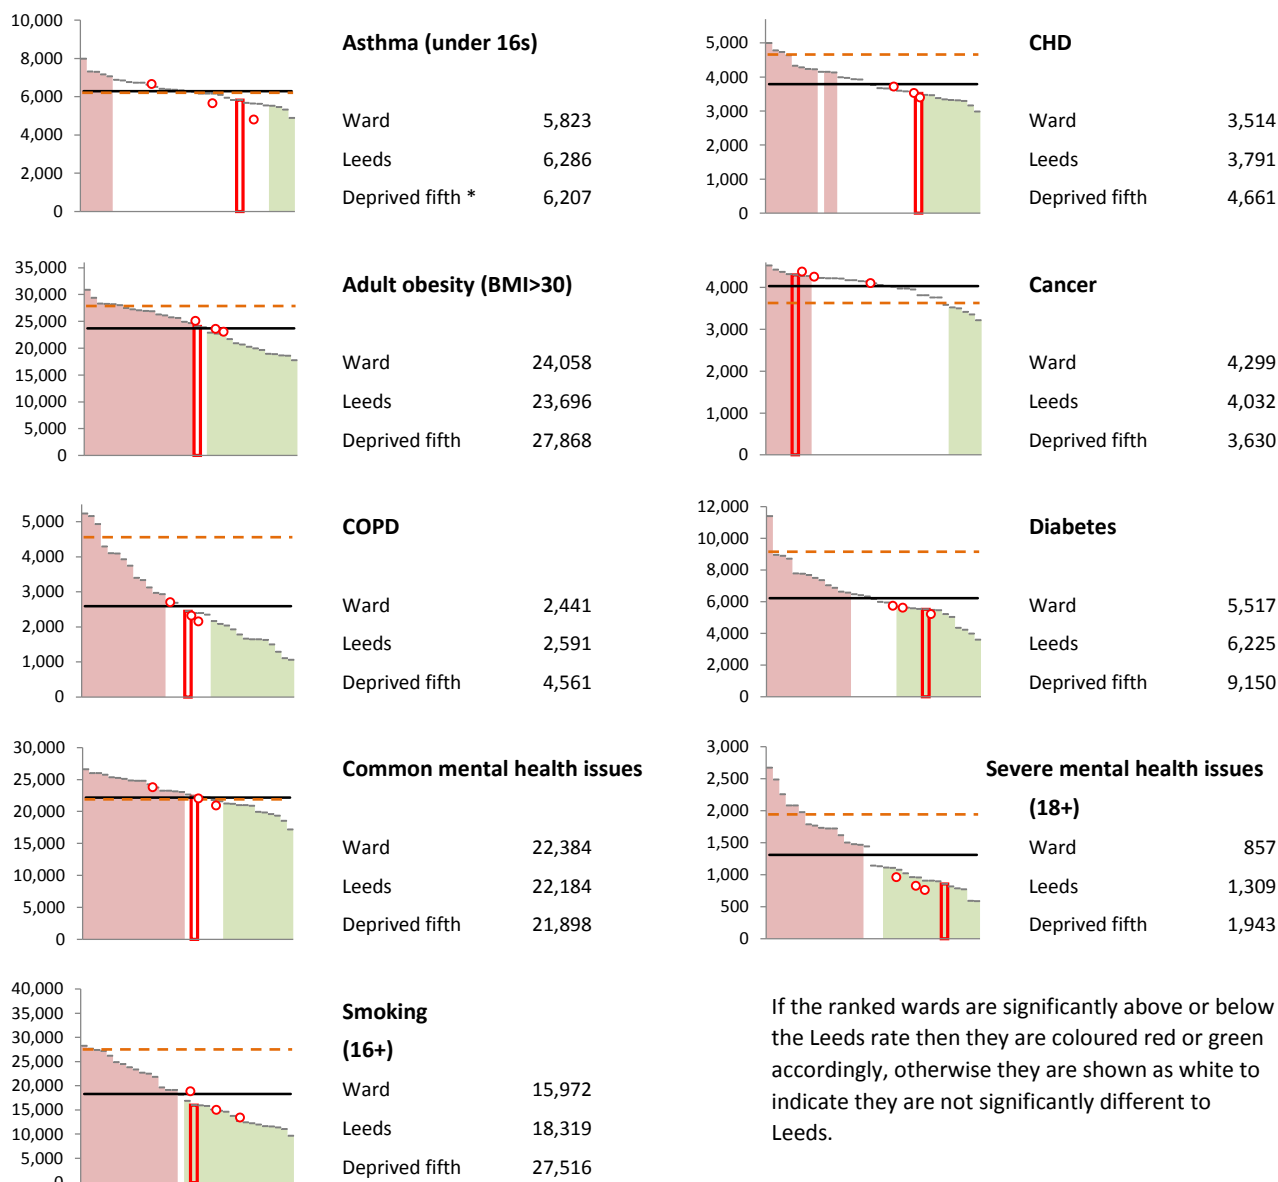 Asthma (under 16s)
10,000
8,000
6,000
4,000
2,000
0
Ward 5,823
Leeds 6,286
Deprived fifth * 6,207
CHD
5,000
4,000
3,000
2,000
1,000
0
Ward 3,514
Leeds 3,791
Deprived fifth 4,661
Adult obesity (BMI>30)
35,000
30,000
25,000
20,000
15,000
10,000
5,000
0
Ward 24,058
Leeds 23,696
Deprived fifth 27,868
Cancer
4,000
3,000
2,000
1,000
0
Ward 4,299
Leeds 4,032
Deprived fifth 3,630
COPD
5,000
4,000
3,000
2,000
1,000
0
Ward 2,441
Leeds 2,591
Deprived fifth 4,561
Diabetes
12,000
10,000
8,000
6,000
4,000
2,000
0
Ward 5,517
Leeds 6,225
Deprived fifth 9,150
Common mental health issues
30,000
25,000
20,000
15,000
10,000
5,000
0
Ward 22,384
Leeds 22,184
Deprived fifth 21,898
Severe mental health issues
(18+)
3,000
2,500
2,000
1,500
1,000
500
0
Ward 857
Leeds 1,309
Deprived fifth 1,943
Smoking
(16+)
40,000
35,000
30,000
25,000
20,000
15,000
10,000
5,000
0
Ward 15,972
Leeds 18,319
Deprived fifth 27,516
If the ranked wards are significantly above or below
the Leeds rate then they are coloured red or green
accordingly, otherwise they are shown as white to
indicate they are not significantly different to
Leeds.